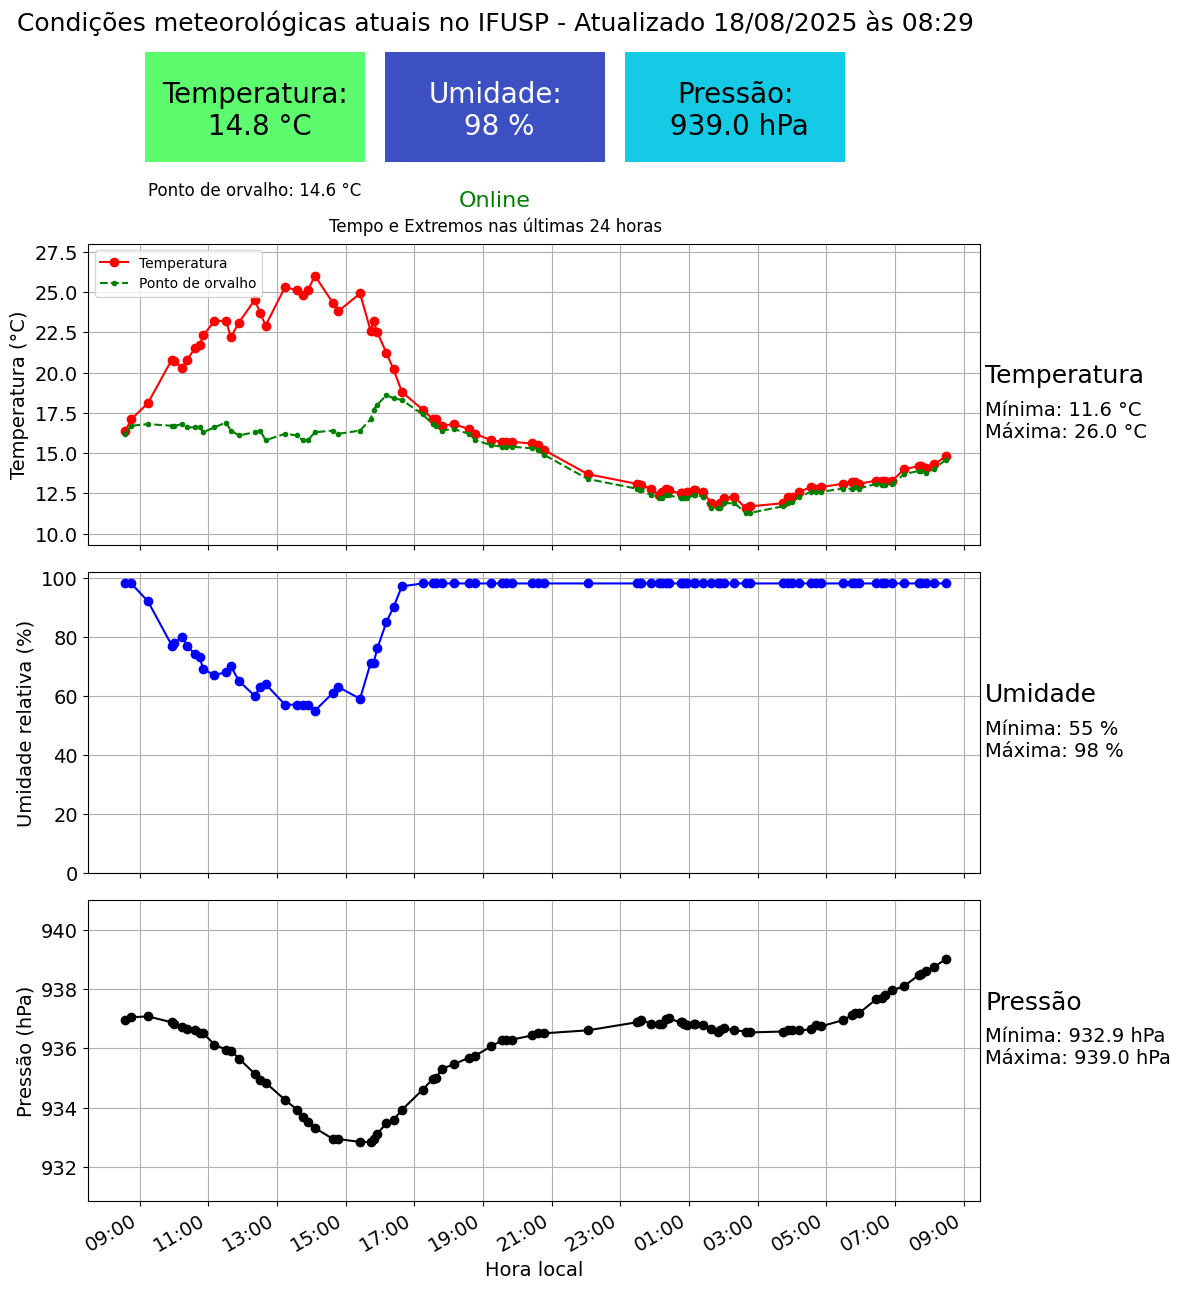 Condições meteorológicas atuais no IFUSP - Atualizado 18/08/2025 às 08:29
Temperatura:
14.8 °C
Umidade:
98 %
Pressão:
939.0 hPa
Ponto de orvalho: 14.6 °C
Online
Tempo e Extremos nas últimas 24 horas
Temperatura (°C)
27.5
25.0
22.5
20.0
17.5
15.0
12.5
10.0
Temperatura
Ponto de orvalho
Temperatura
Mínima: 11.6 °C
Máxima: 26.0 °C
Umidade relativa (%)
100
80
60
40
20
0
Umidade
Mínima: 55 %
Máxima: 98 %
Pressão (hPa)
940
938
936
934
932
Pressão
Mínima: 932.9 hPa
Máxima: 939.0 hPa
09:00 11:00 13:00 15:00 17:00 19:00 21:00 23:00 01:00 03:00 05:00 07:00 09:00
Hora local